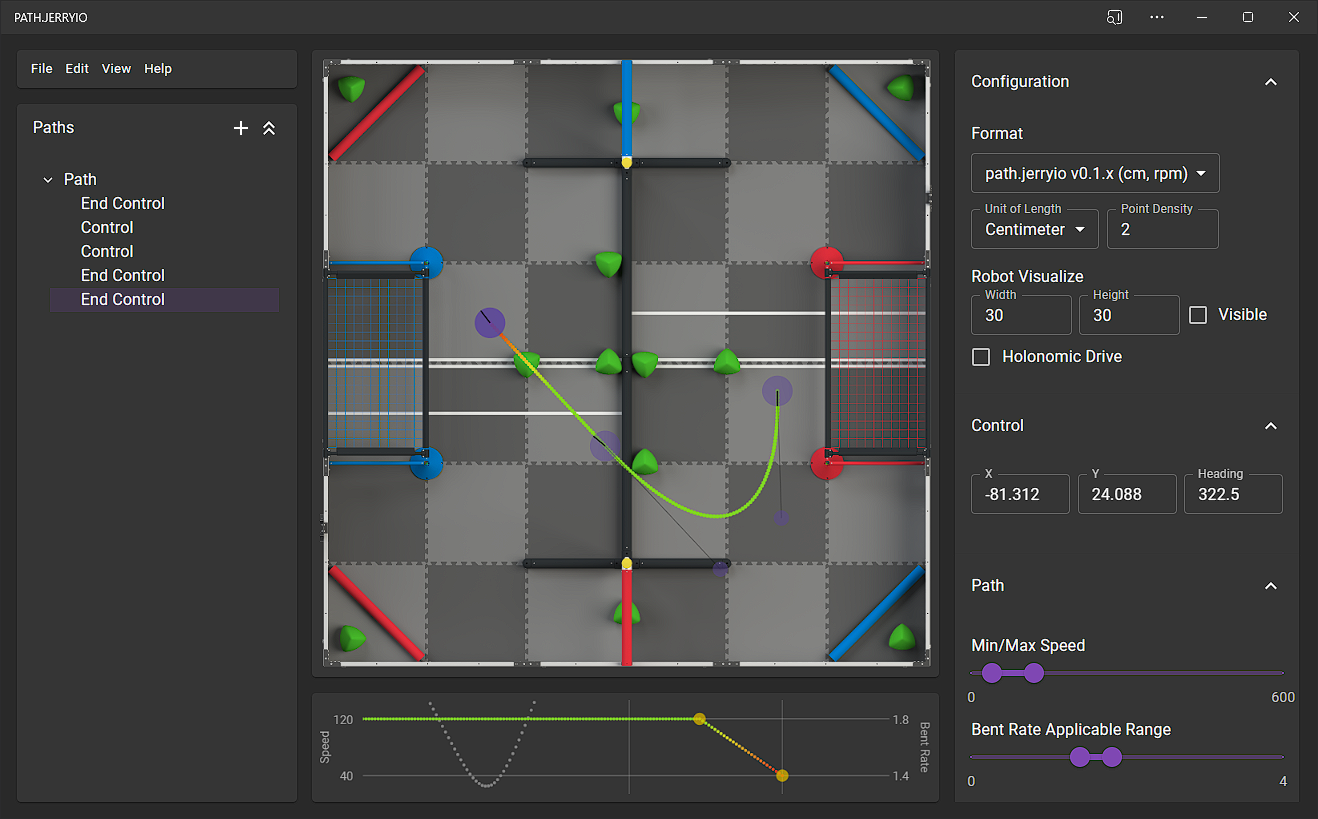 PATH.JERRYIO
File Edit View Help
Paths
Path
End Control
Control
Control
End Control
End Control
120
40
Speed
1.8
1.4
Bent Rate
Configuration
Format
path.jerryio v0.1.x (cm, rpm)
Unit of Length Point Density
Centimeter 2
Robot Visualize
Width Height
30 30 Visible
Holonomic Drive
Control
X Y Heading
-81.312 24.088 322.5
Path
Min/Max Speed
0 600
Bent Rate Applicable Range
0 4